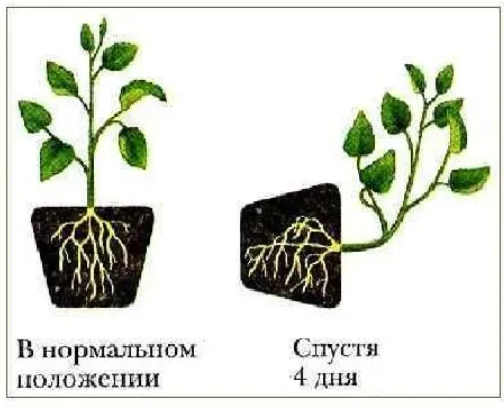 В нормальном
положении
Спустя
4 дня